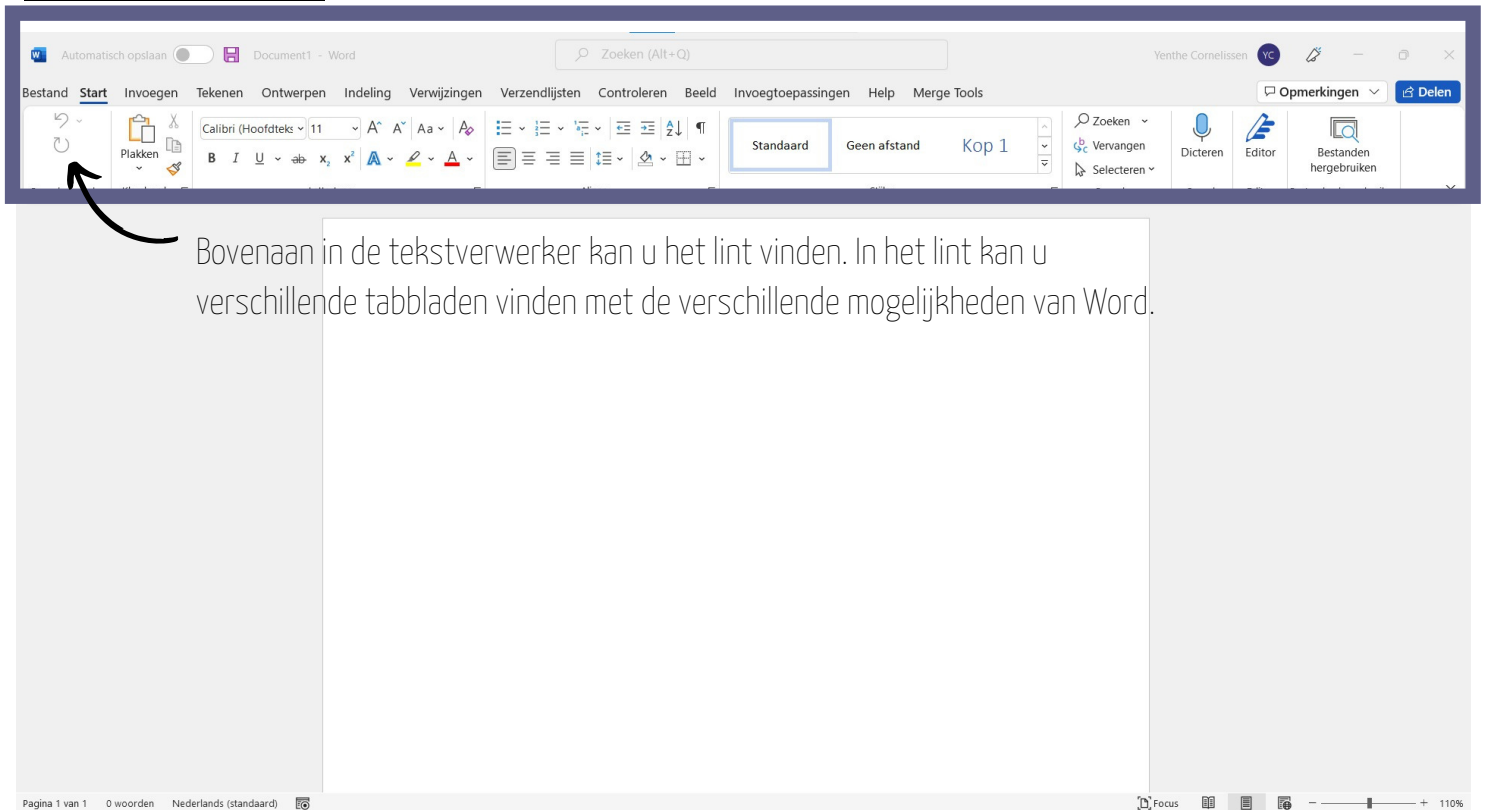 Automatisch opslaan Document1 - Word Zoeken (Alt+Q) Yenthe Cornelissen YC
Bestand Start Invoegen Tekenen Ontwerpen Indeling Verwijzingen Verzendlijsten Controleren Beeld Invoegtoepassingen Help Merge Tools Opmerkingen Delen
Plakken
Calibri (Hoofdteks 11
Standaard Geen afstand Kop 1
Zoeken
Vervangen
Selecteren
Dicteren
Editor
Bestanden
hergebruiken
Bovenaan in de tekstverwerker kan u het lint vinden. In het lint kan u
verschillende tabbladen vinden met de verschillende mogelijkheden van Word.
Pagina 1 van 1 0 woorden Nederlands (standaard) Focus 110%